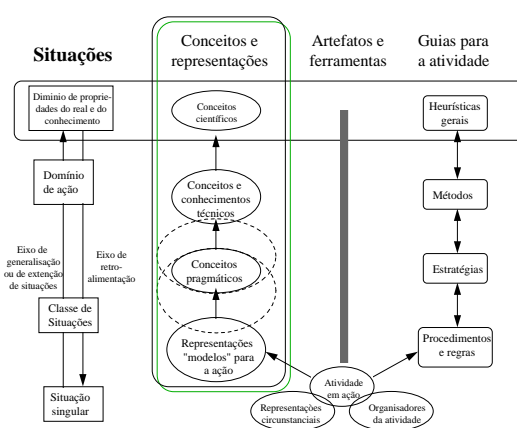 Situações
Conceitos e
representações
Artefatos e
ferramentas
Guias para
a atividade
Diminio de proprie-
dades do real e do
conhecimento
Conceitos
científicos
Heurísticas
gerais
Domínio
de ação
Conceitos e
conhecimentos
técnicos
Métodos
Eixo de
generalisação
ou de extenção
de situações
Eixo de
retro-
alimentação
Conceitos
pragmáticos
Estratégias
Classe de
Situações
Representações
"modelos" para
a ação
Procedimentos
e regras
Situação
singular
Atividade
em ação
Representações
circunstanciais
Organisadores
da atividade